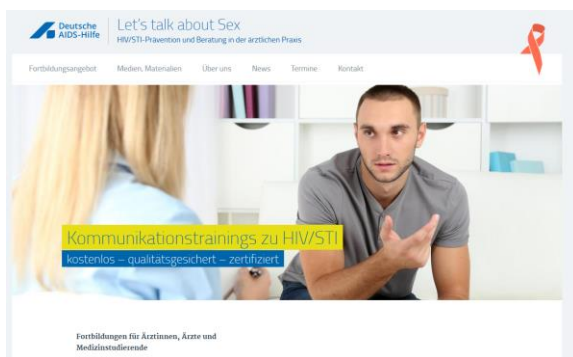 Deutsche
AIDS-Hilfe
Let's talk about Sex
HIV/STI-Prävention und Beratung in der ärztlichen Praxis
Fortbildungsangebot Medien, Materialien Über uns News Termine Kontakt
Kommunikationstrainings zu HIV/STI
kostenlos – qualitätsgesichert – zertifiziert
Fortbildungen für Ärztinnen, Ärzte und
Medizinstudierende